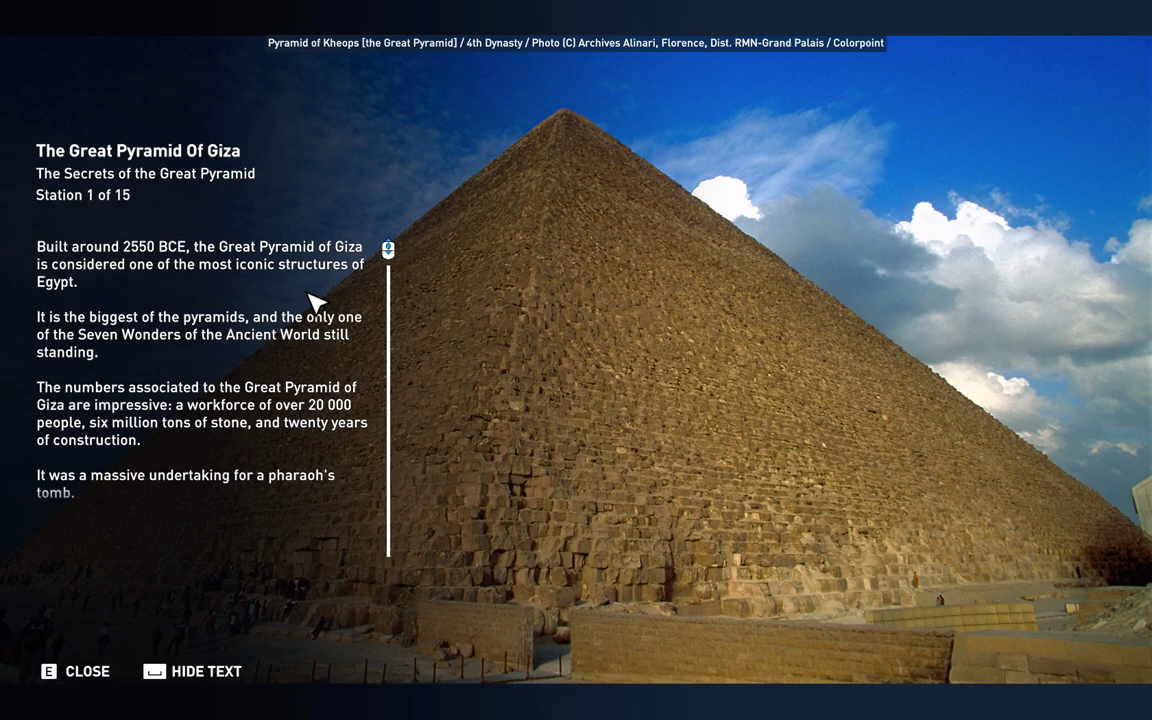 Pyramid of Kheops [the Great Pyramid] / 4th Dynasty / Photo (C) Archives Alinari, Florence, Dist. RMN-Grand Palais / Colorpoint
The Great Pyramid Of Giza
The Secrets of the Great Pyramid
Station 1 of 15
Built around 2550 BCE, the Great Pyramid of Giza
is considered one of the most iconic structures of
Egypt.
It is the biggest of the pyramids, and the only one
of the Seven Wonders of the Ancient World still
standing.
The numbers associated to the Great Pyramid of
Giza are impressive: a workforce of over 20 000
people, six million tons of stone, and twenty years
of construction.
It was a massive undertaking for a pharaoh's
tomb.
E CLOSE HIDE TEXT